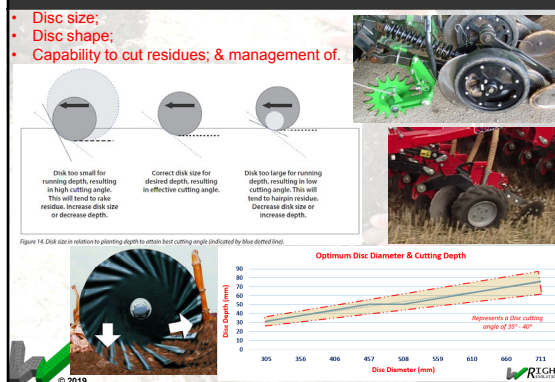 • Disc size;
• Disc shape;
• Capability to cut residues; & management of.
Disk too small for
running depth, resulting
in high cutting angle.
This will tend to rake
residue. Increase disk size
or decrease depth.
Correct disk size for
desired depth, resulting
in effective cutting angle.
Disk too large for running
depth, resulting in low
cutting angle. This will
tend to hairpin residue.
Decrease disk size or
increase depth.
Figure 14. Disk size in relation to planting depth to attain best cutting angle (indicated by blue dotted line).
Optimum Disc Diameter & Cutting Depth
Disc Depth (mm)
90
80
70
60
50
40
30
20
10
0
Represents a Disc cutting
angle of 35° - 40°
305 356 406 457 508 559 610 660 711
Disc Diameter (mm)
© 2019
RIGH